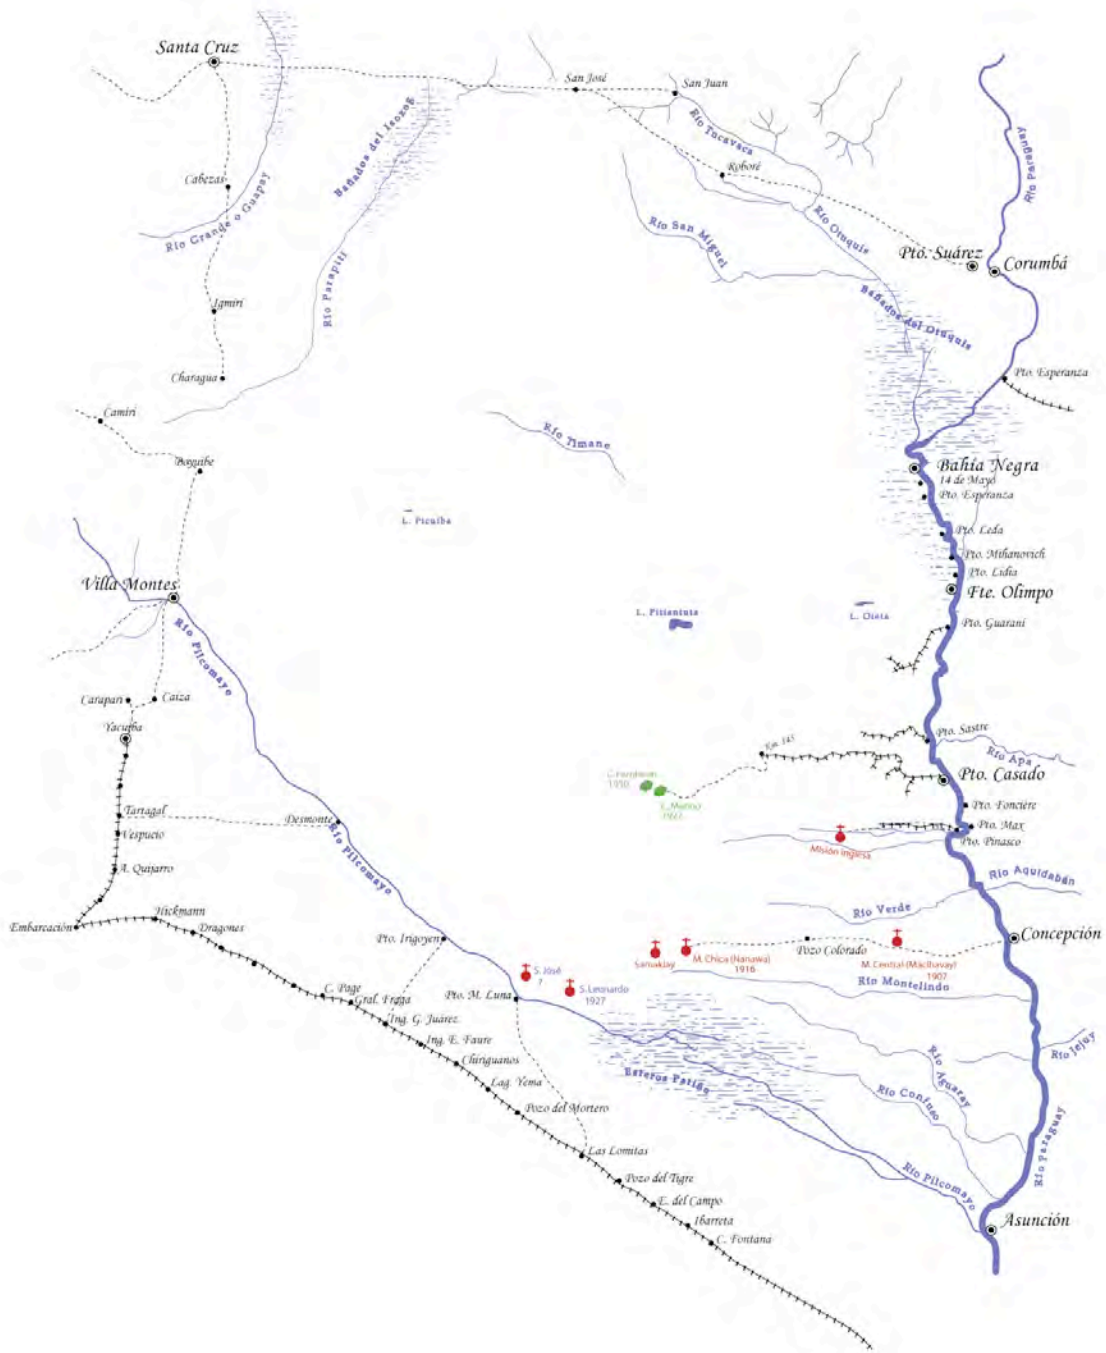 Santa Cruz
San José
San Juan
Río Tucavaca
Río Paraguay
Bañados del Isozog
Cabezas
Roboré
Río Grande o Guapay
Río San Miguel
Río Otuquis
Pto. Suárez
Corumbá
Río Parapití
Igmiri
Bañados del Otuquis
Charagua
Pto. Esperanza
Camiri
Río Timane
Boyuibe
Bahía Negra
14 de Mayo
Pto. Esperanza
L. Picuiba
Pto. Leda
Pto. Mihanovich
Pto. Lidia
Villa Montes
Fte. Olimpo
L. Pitiantuta
L. Oista
Pto. Guaraní
Río Pilcomayo
Carapari
Caiza
Yacuiba
Pto. Sastre
Río Apa
Km. 145
1930
Pto. Casado
1927
Pto. Foncière
Tartagal
Desmonte
Pto. Max
Vespucio
Pto. Pinasco
Misión inglesa
Río Pilcomayo
A. Quijarro
Río Aquidabán
Río Verde
Hickmann
Embarcación
Dragones
Pto. Irigoyen
Pozo Colorado
Concepción
M. Chica (Nanawa)
1916
M. Central (Maclhavay)
1907
S. José
?
Río Montelindo
C. Page
Pto. M. Luna
S. Leonardo
1927
Gral. Fraga
Ing. G. Juárez
Ing. E. Faure
Río Jejuy
Chiriguanos
Río Aguaray
Esteros Patiño
Lag. Yema
Río Confuso
Pozo del Mortero
Río Paraguay
Las Lomitas
Río Pilcomayo
Pozo del Tigre
E. del Campo
Ibarreta
Asunción
C. Fontana